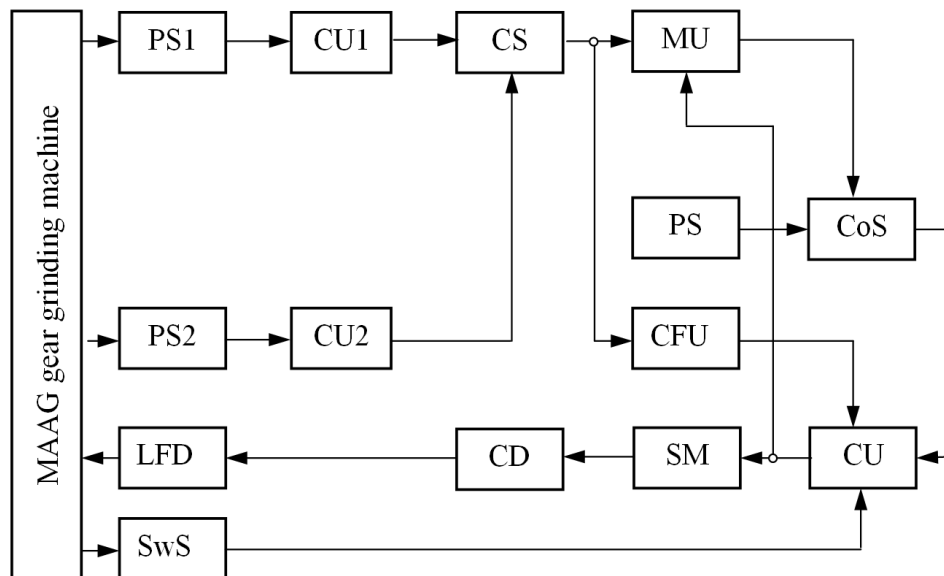 MAAG gear grinding machine
PS1
CU1
CS
MU
PS
CoS
PS2
CU2
CFU
LFD
CD
SM
CU
SwS